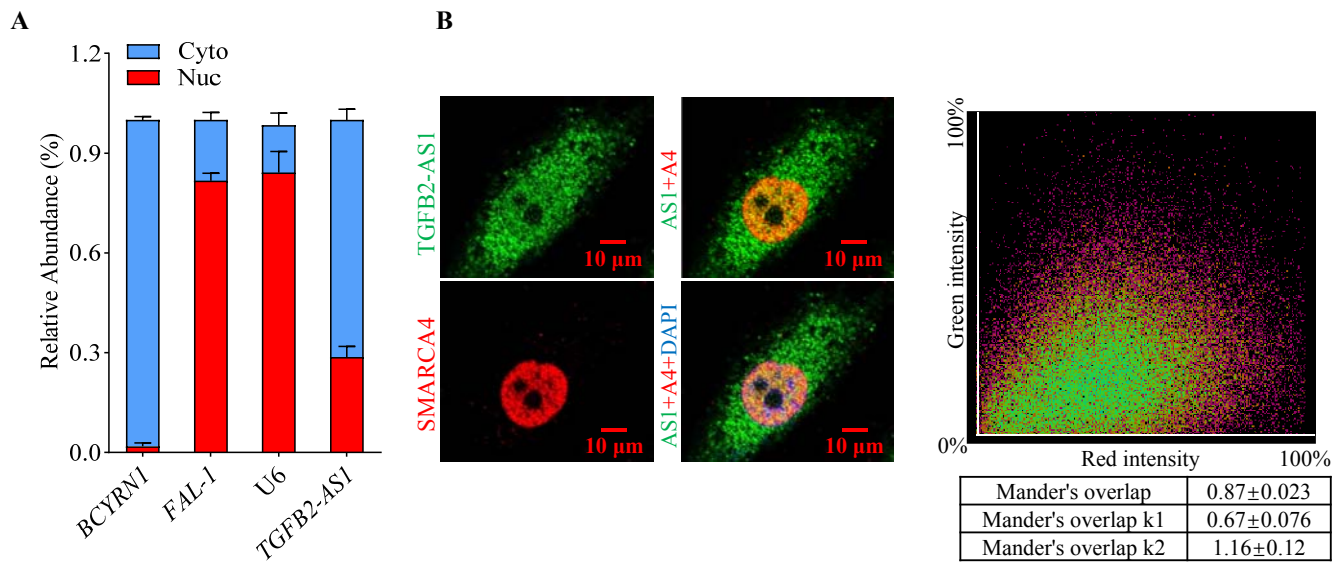 A
B
Cyto
Nuc
Relative Abundance (%)
1.2
0.9
0.6
0.3
0.0
BCYRN1
FAL-1
U6
TGFB2-AS1
TGFB2-AS1
10 μm
AS1+A4
10 μm
SMARCA4
10 μm
AS1+A4+DAPI
10 μm
100%
Green intensity
0%
Red intensity
100%
Mander's overlap 0.87±0.023
Mander's overlap k1 0.67±0.076
Mander's overlap k2 1.16±0.12